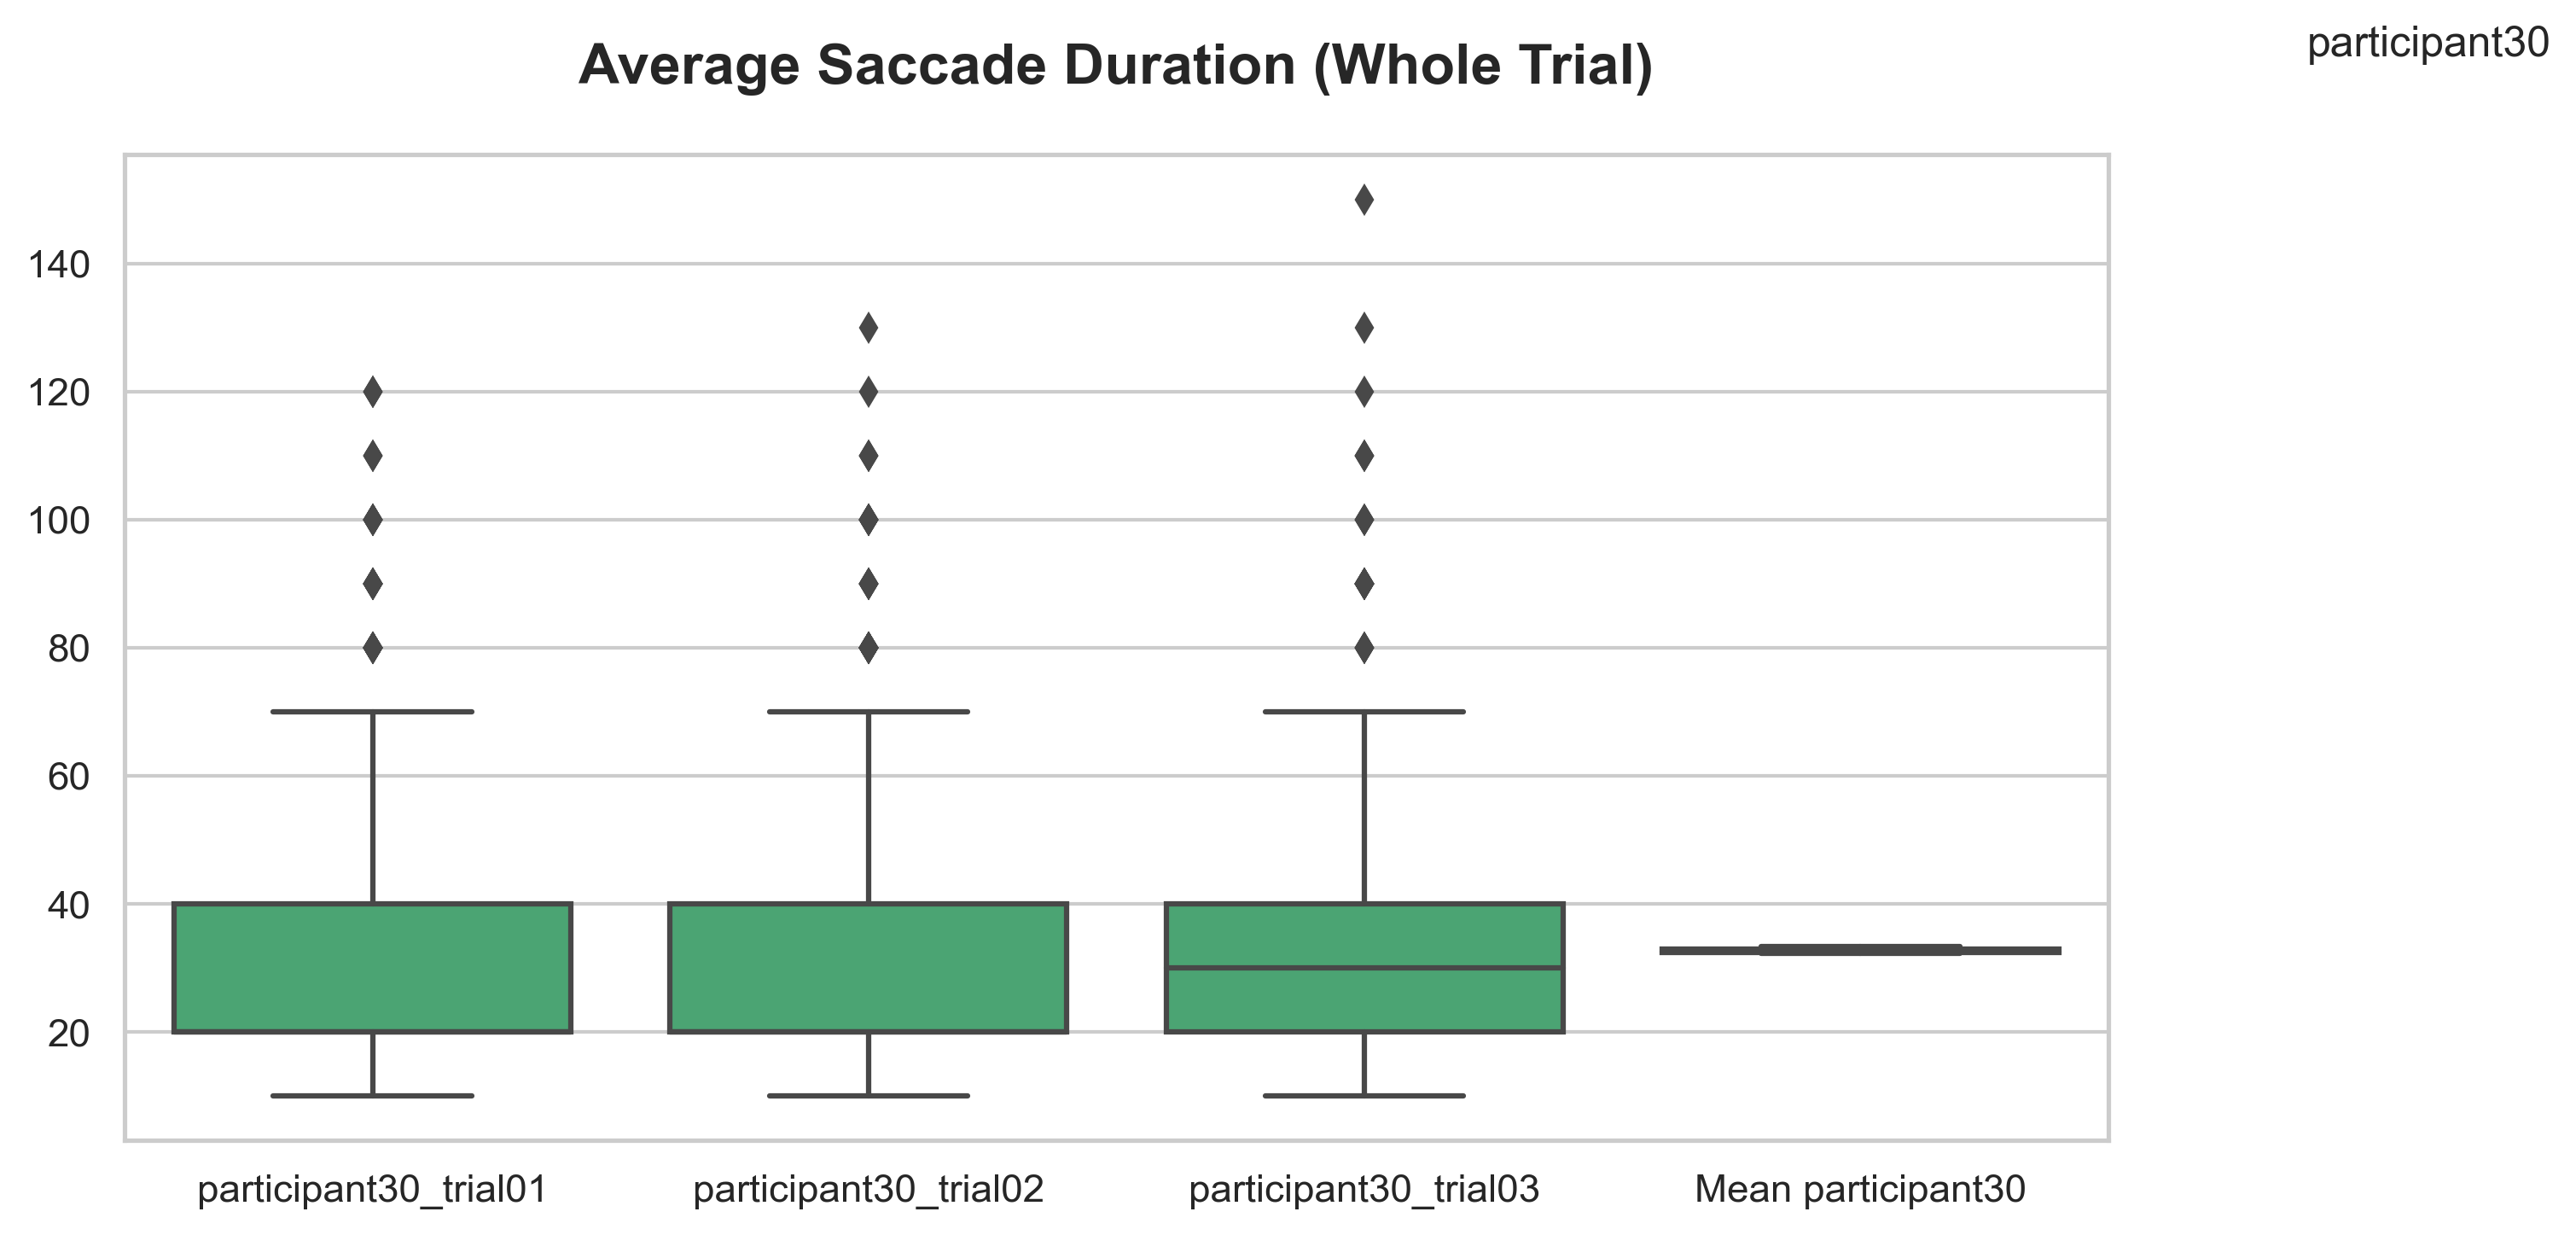 participant30
Average Saccade Duration (Whole Trial)
140
120
100
80
60
40
20
participant30_trial01
participant30_trial02
participant30_trial03
Mean participant30